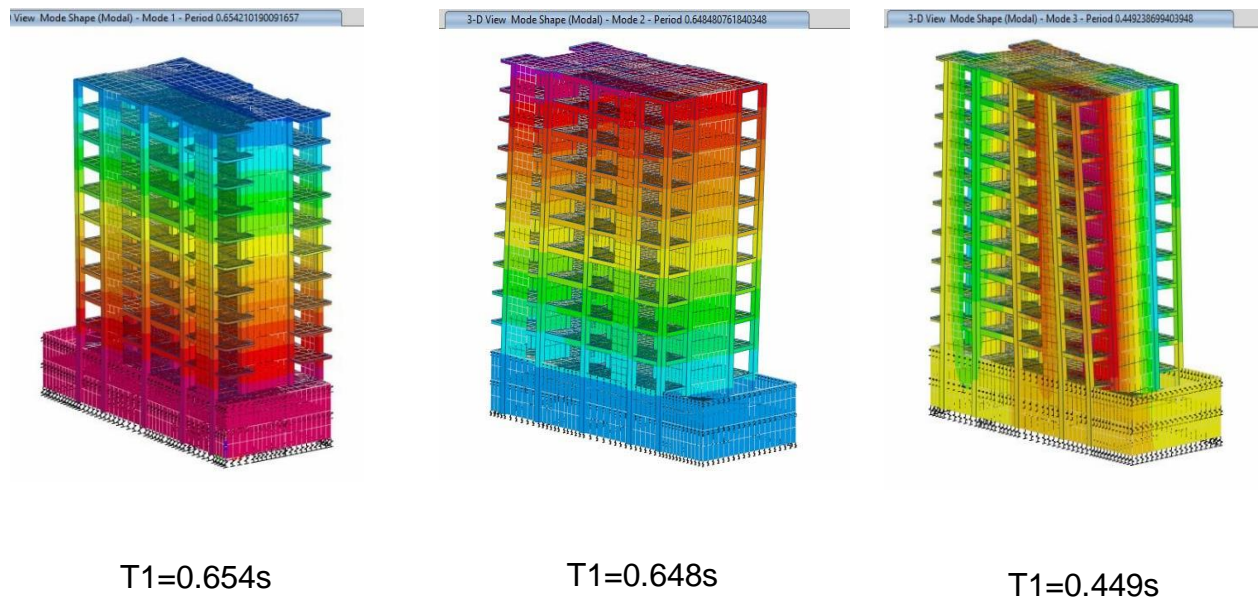 View Mode Shape (Modal) - Mode 1 - Period 0.654210190091657
3-D View Mode Shape (Modal) - Mode 2 - Period 0.648480761840348
3-D View Mode Shape (Modal) - Mode 3 - Period 0.449238699403948
T1=0.654s
T1=0.648s
T1=0.449s